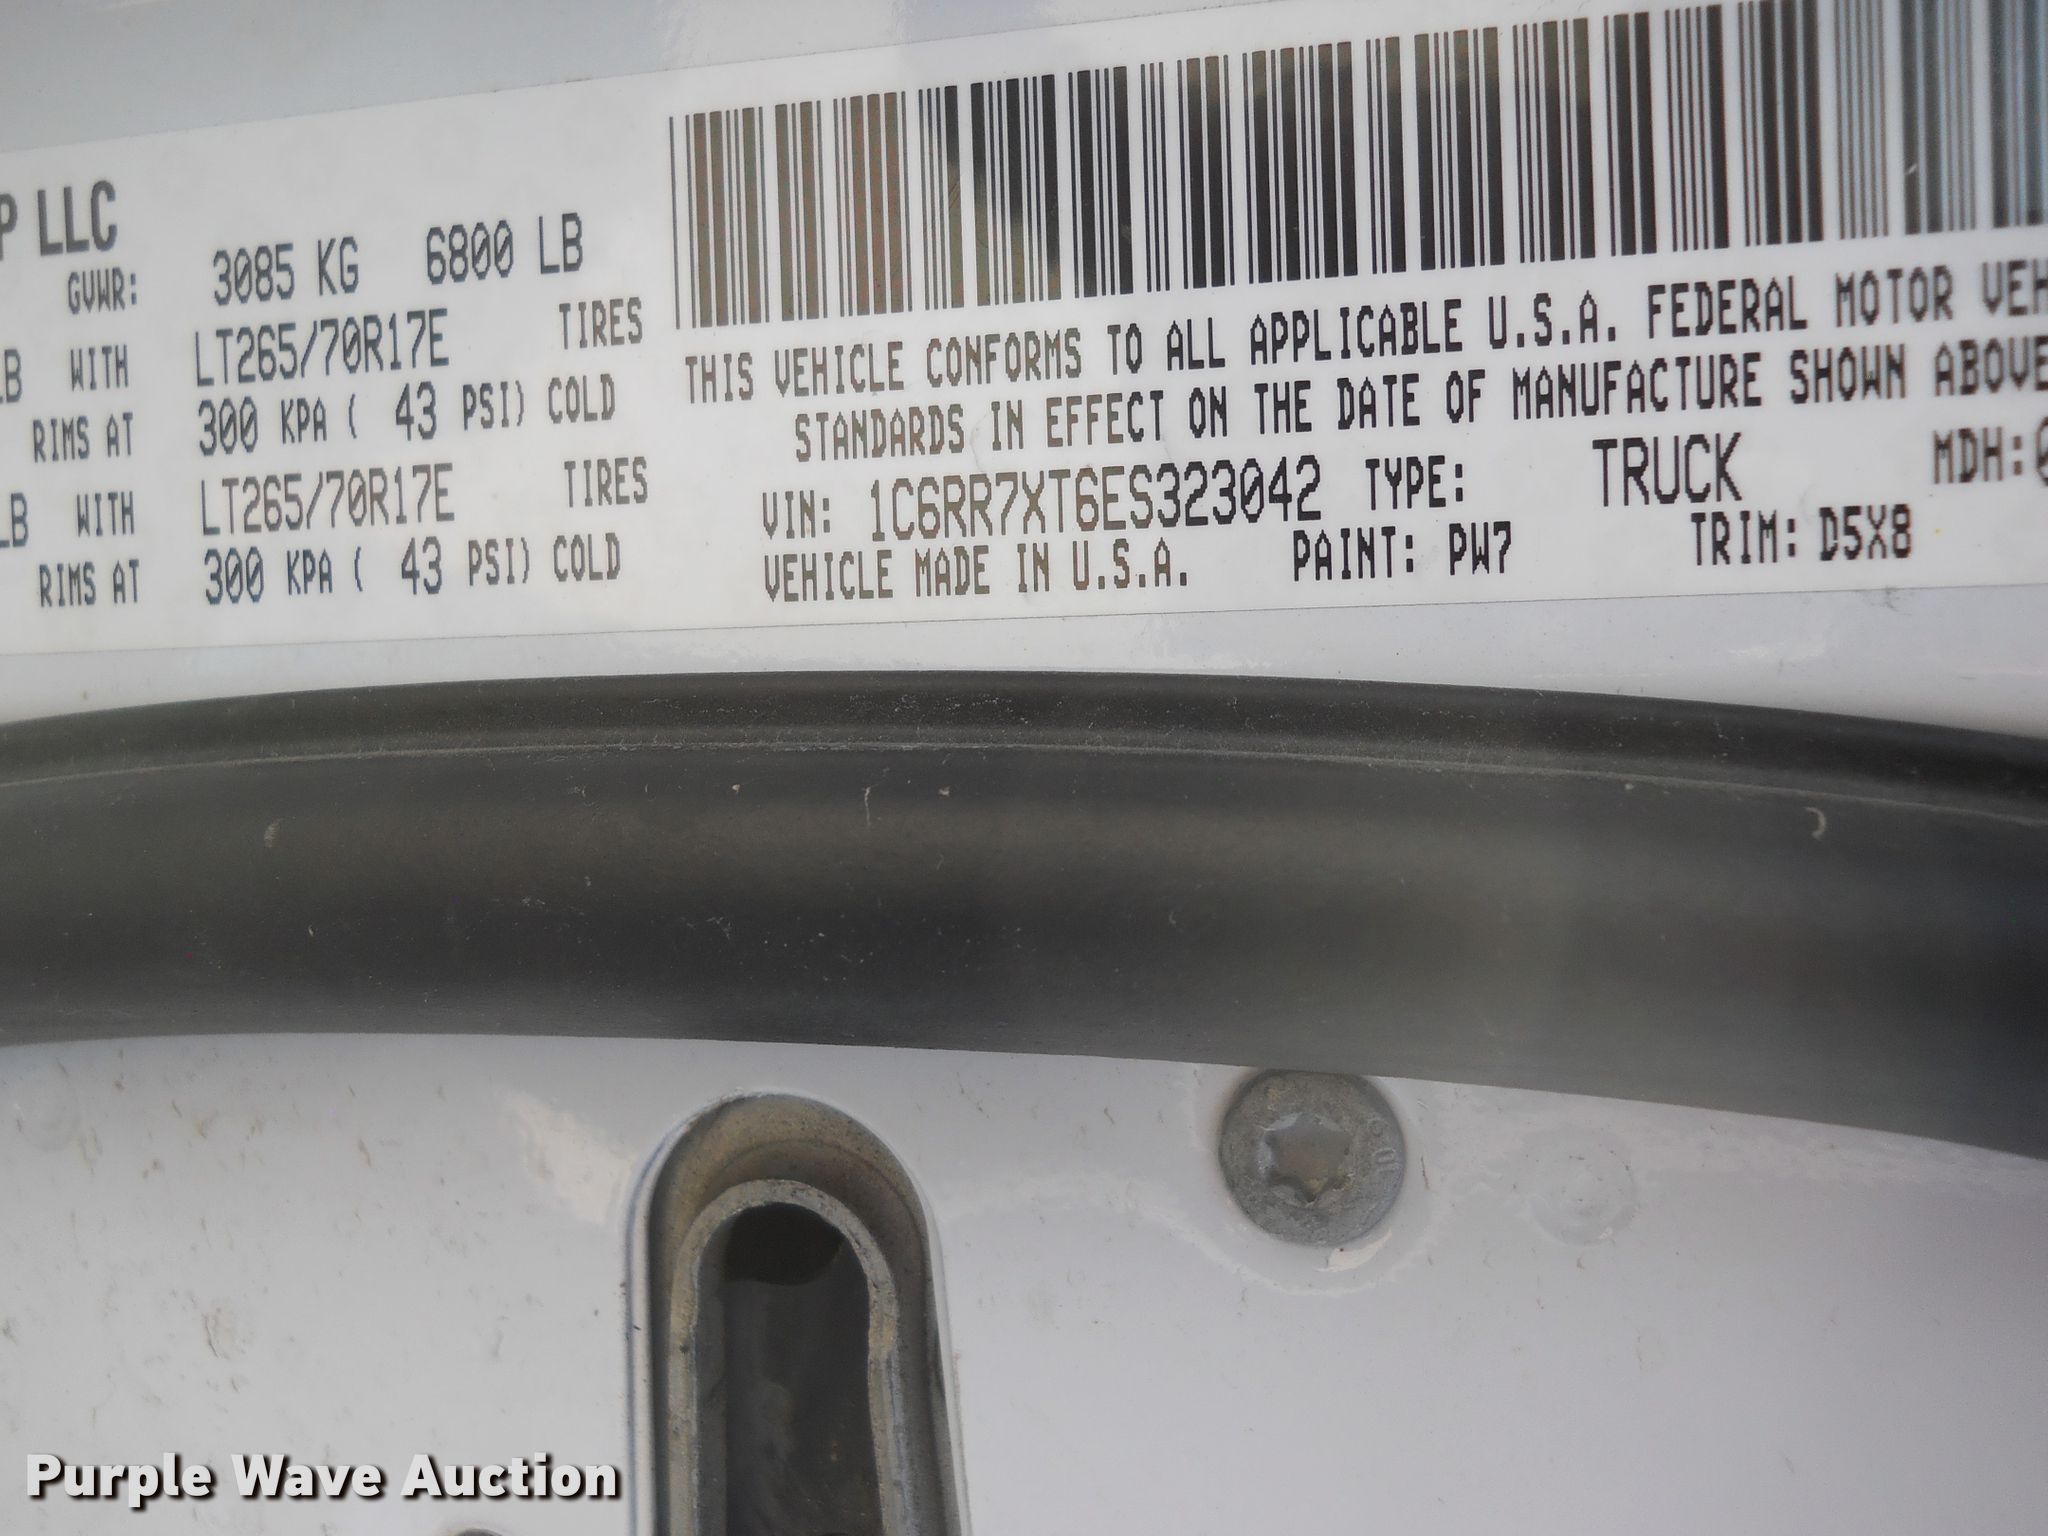 P LLC
GVWR: 3085 KG 6800 LB
LB WITH LT265/70R17E TIRES
RIMS AT 300 KPA ( 43 PSI) COLD
LB WITH LT265/70R17E TIRES
RIMS AT 300 KPA ( 43 PSI) COLD
THIS VEHICLE CONFORMS TO ALL APPLICABLE U.S.A. FEDERAL MOTOR VEH
STANDARDS IN EFFECT ON THE DATE OF MANUFACTURE SHOWN ABOVE
VIN: 1C6RR7XT6ES323042 TYPE: TRUCK MDH:0
VEHICLE MADE IN U.S.A. PAINT: PW7 TRIM: D5X8
Purple Wave Auction